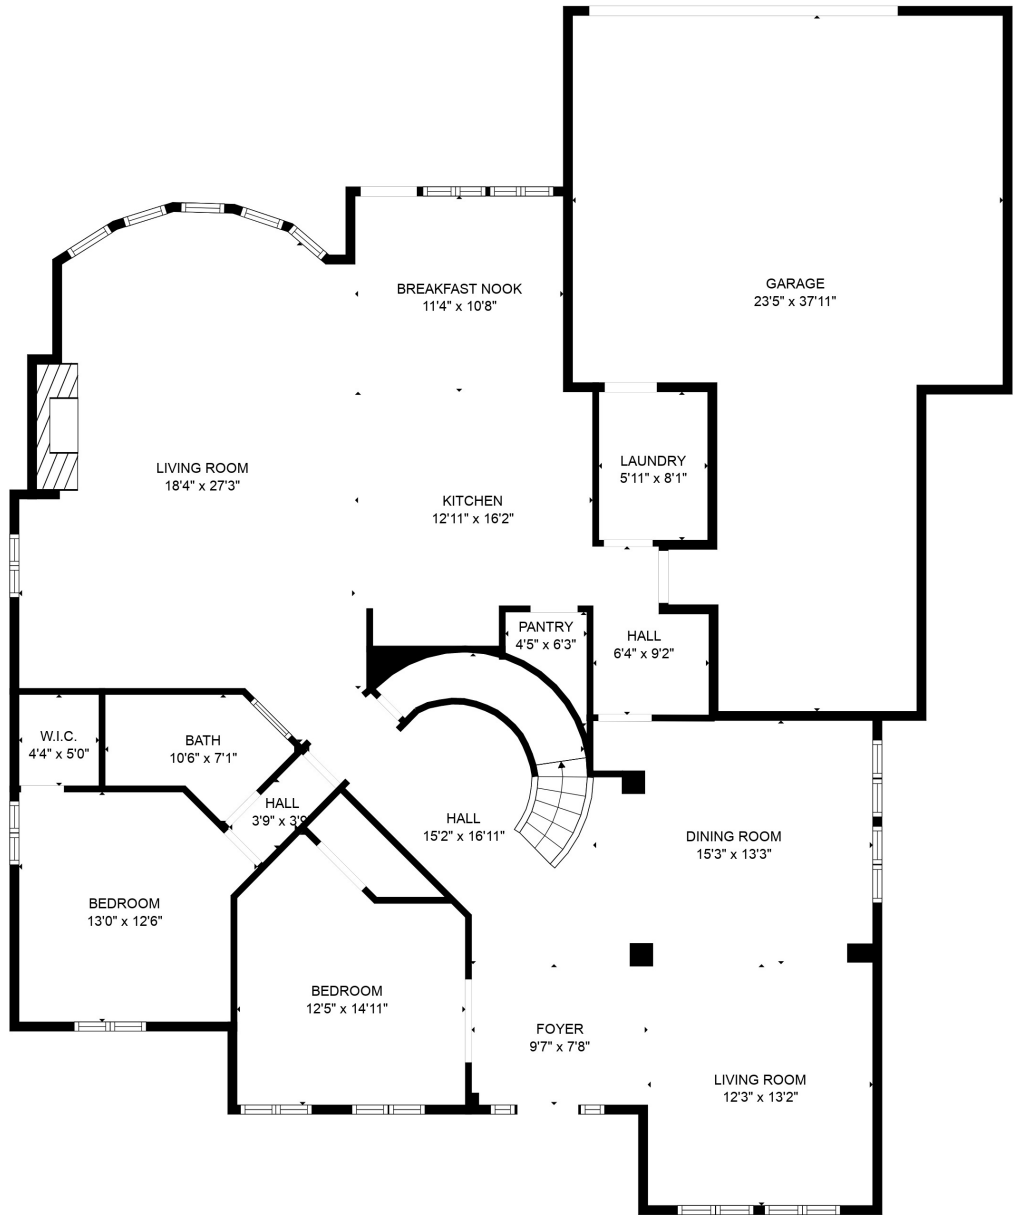 GARAGE
23'5" x 37'11"
BREAKFAST NOOK
11'4" x 10'8"
LIVING ROOM
18'4" x 27'3"
LAUNDRY
5'11" x 8'1"
KITCHEN
12'11" x 16'2"
PANTRY
4'5" x 6'3"
HALL
6'4" x 9'2"
W.I.C.
4'4" x 5'0"
BATH
10'6" x 7'1"
HALL
3'9" x 3'9
HALL
15'2" x 16'11"
DINING ROOM
15'3" x 13'3"
BEDROOM
13'0" x 12'6"
BEDROOM
12'5" x 14'11"
FOYER
9'7" x 7'8"
LIVING ROOM
12'3" x 13'2"